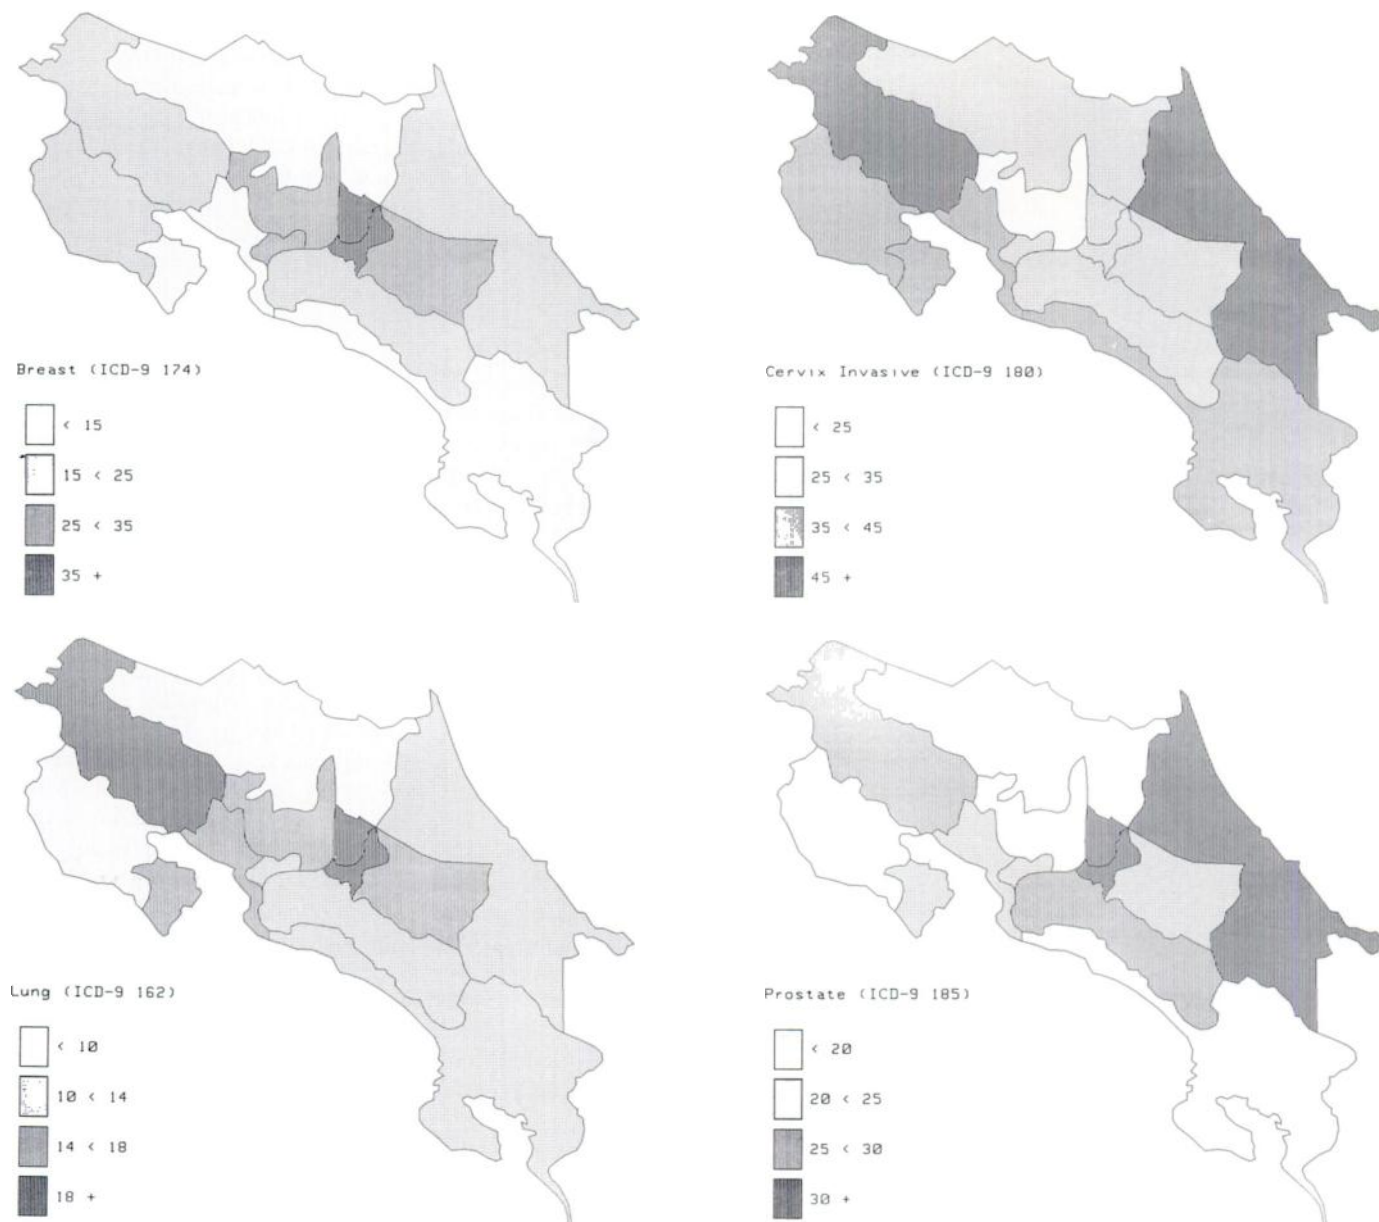 Breast (ICD-9 174)
< 15
15 < 25
25 < 35
35 +
Cervix Invasive (ICD-9 180)
< 25
25 < 35
35 < 45
45 +
Lung (ICD-9 162)
< 10
10 < 14
14 < 18
18 +
Prostate (ICD-9 185)
< 20
20 < 25
25 < 30
30 +